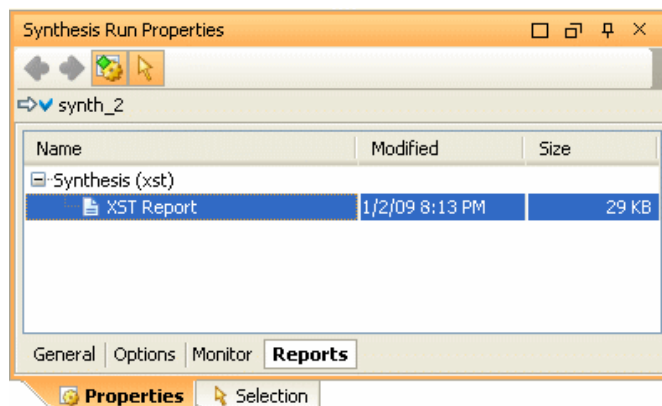 Synthesis Run Properties
synth_2
Name Modified Size
Synthesis (xst)
XST Report 1/2/09 8:13 PM 29 KB
General Options Monitor Reports
Properties Selection